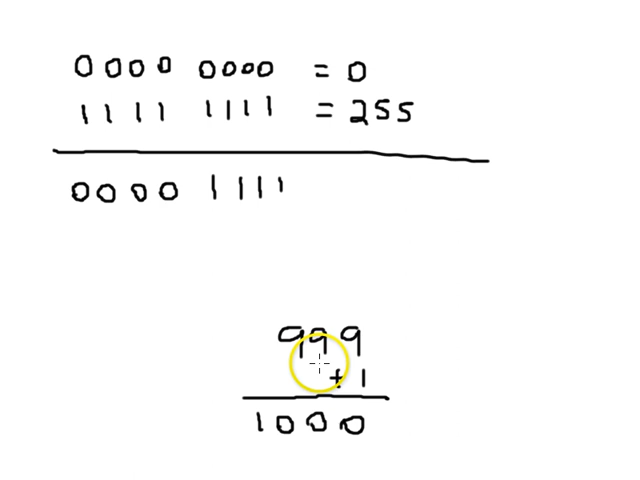 0000 0000 = 0
1111 1111 = 255
0000 1111
999
+1
1000